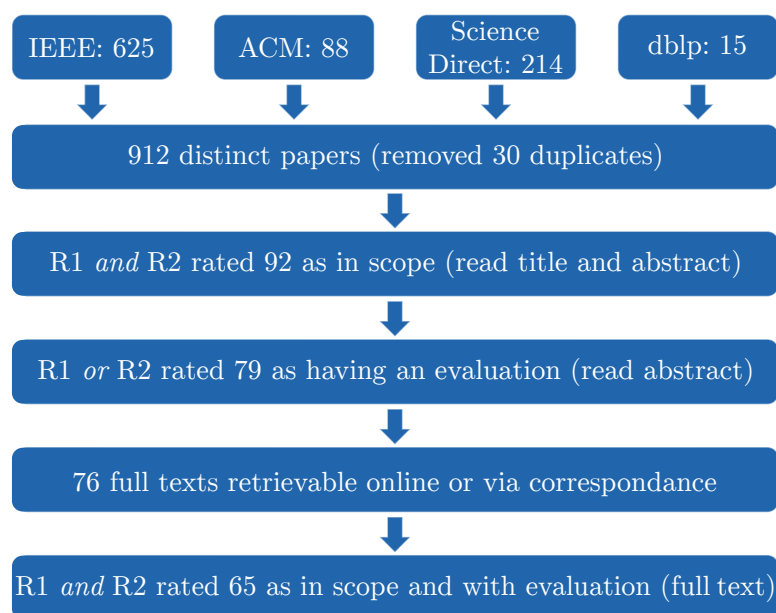 IEEE: 625
ACM: 88
Science
Direct: 214
dblp: 15
912 distinct papers (removed 30 duplicates)
R1 and R2 rated 92 as in scope (read title and abstract)
R1 or R2 rated 79 as having an evaluation (read abstract)
76 full texts retrievable online or via correspondance
R1 and R2 rated 65 as in scope and with evaluation (full text)